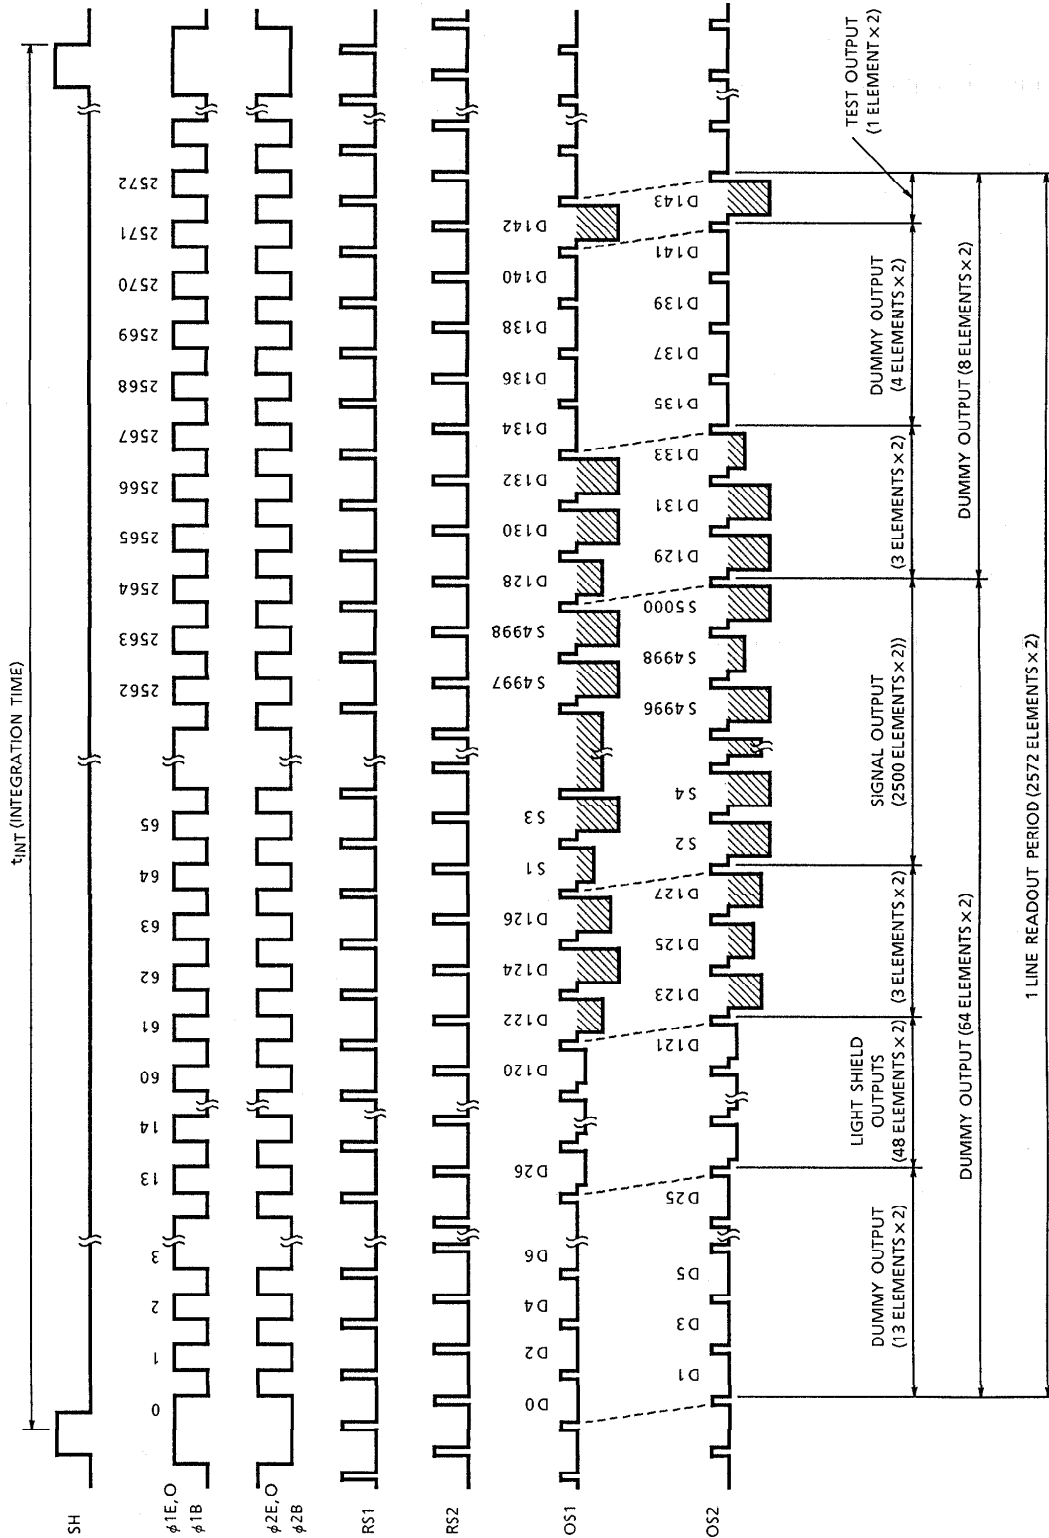 tINT (INTEGRATION TIME)
SH
φ1E, O
φ1B
0 1 2 3 13 14 60 61 62 63 64 65 2562 2563 2564 2565 2566 2567 2568 2569 2570 2571 2572
φ2E, O
φ2B
RS1
RS2
OS1
D0 D2 D4 D6 D26 D120 D122 D124 D126 S1 S3 S4997 S4998 D128 D130 D132 D134 D136 D138 D140 D142
OS2
D1 D3 D5 D25 D121 D123 D125 D127 S2 S4 S4996 S4998 S5000 D129 D131 D133 D135 D137 D139 D141 D143
DUMMY OUTPUT
(13 ELEMENTS×2)
LIGHT SHIELD
OUTPUTS
(48 ELEMENTS×2)
(3 ELEMENTS×2)
SIGNAL OUTPUT
(2500 ELEMENTS×2))
(3 ELEMENTS×2)
DUMMY OUTPUT
(4 ELEMENTS×2)
TEST OUTPUT
(1 ELEMENT×2)
DUMMY OUTPUT (64 ELEMENTS×2)
DUMMY OUTPUT (8 ELEMENTS×2)
1 LINE READOUT PERIOD (2572 ELEMENTS×2)